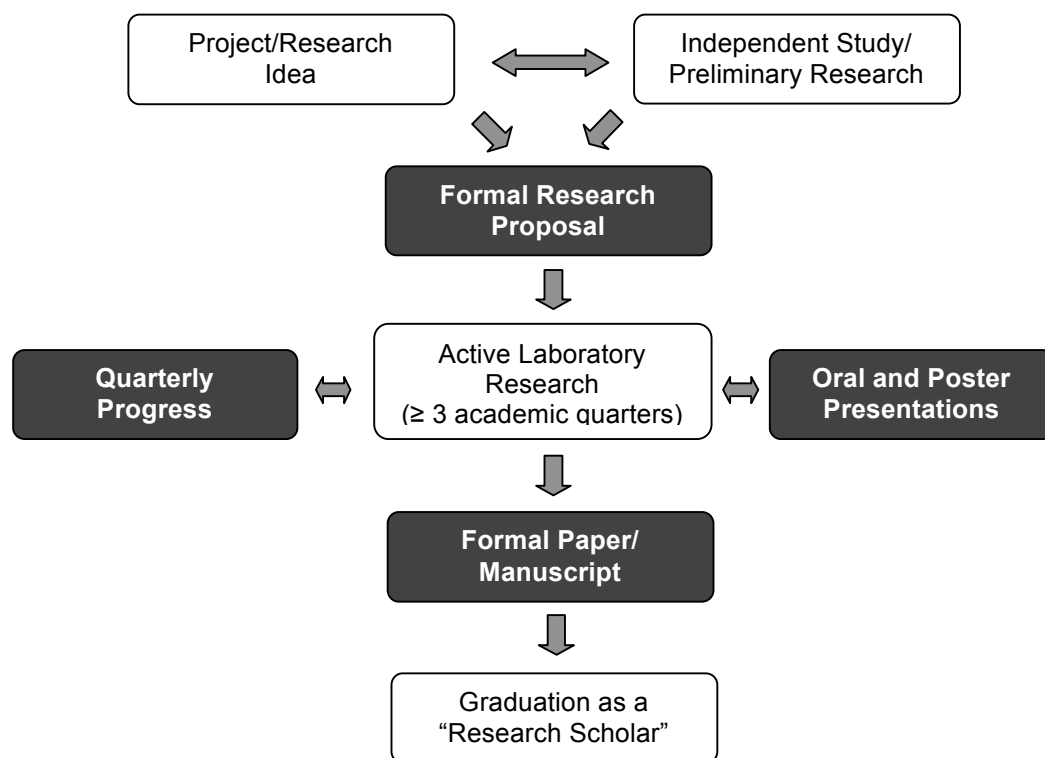 Project/Research
Idea
Independent Study/
Preliminary Research
Formal Research
Proposal
Quarterly
Progress
Active Laboratory
Research
(≥ 3 academic quarters)
Oral and Poster
Presentations
Formal Paper/
Manuscript
Graduation as a
“Research Scholar”